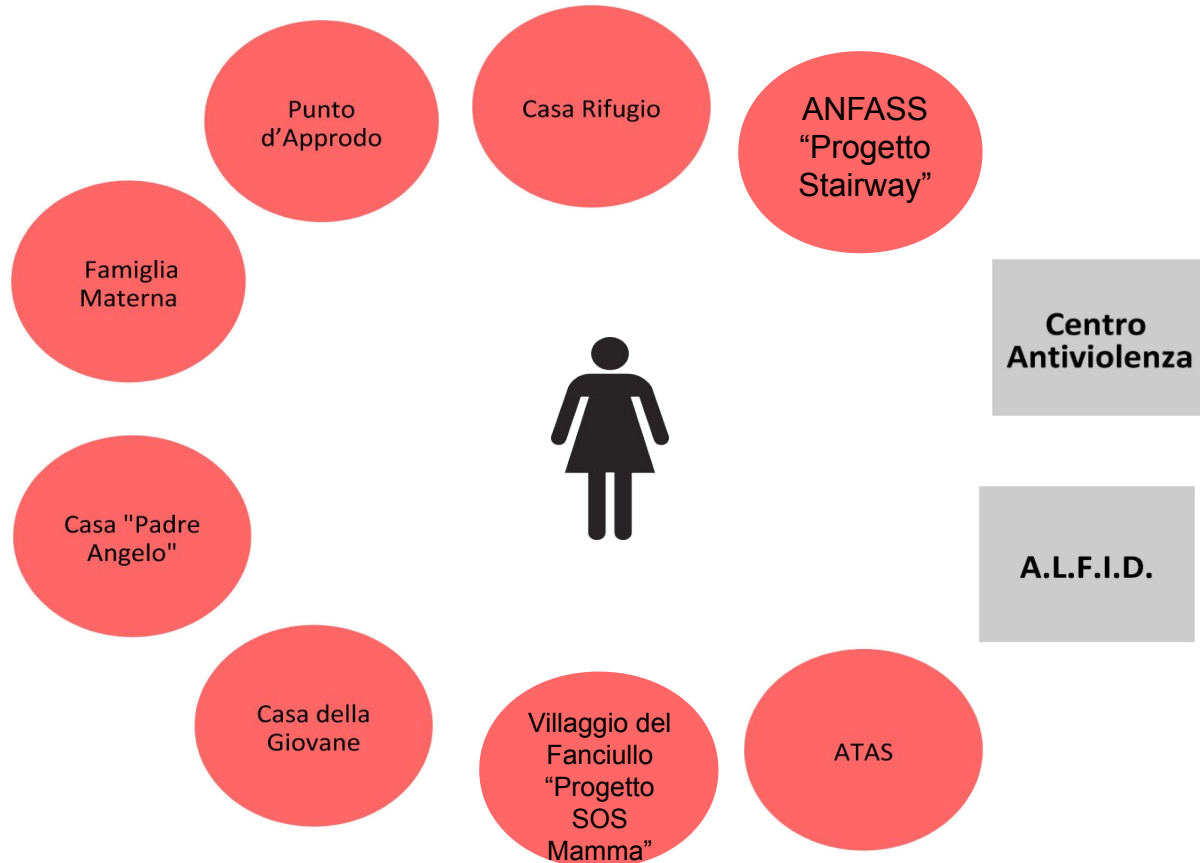 Punto
d’Approdo
Casa Rifugio
ANFASS
“Progetto
Stairway”
Famiglia
Materna
Centro
Antiviolenza
Casa "Padre
Angelo"
A.L.F.I.D.
Casa della
Giovane
Villaggio del
Fanciullo
“Progetto
SOS
Mamma”
ATAS